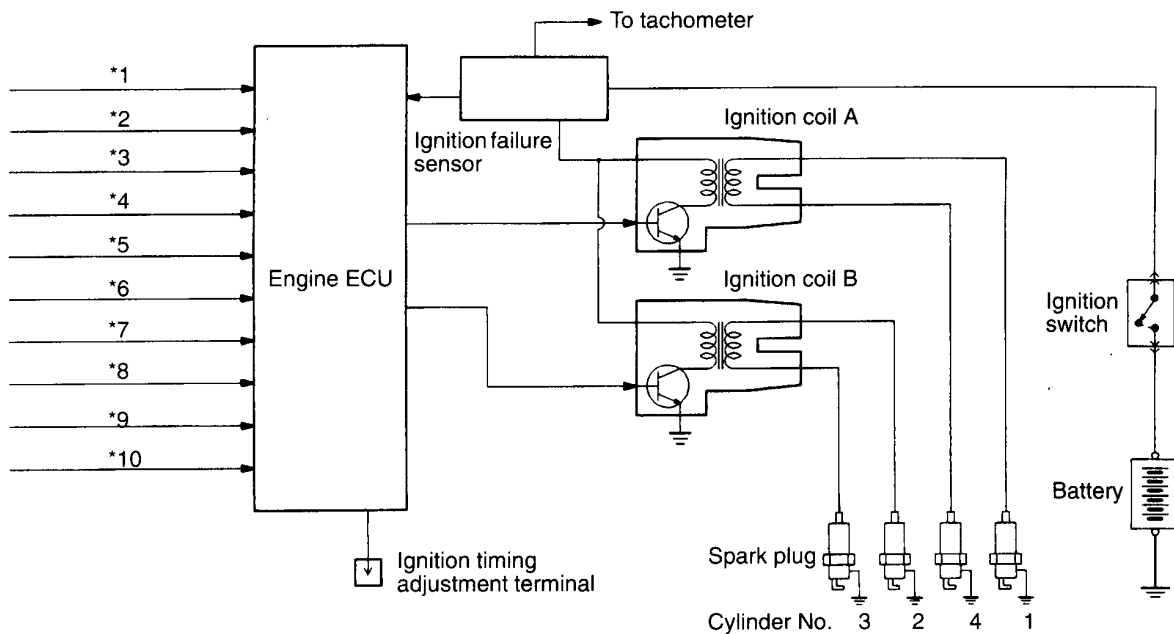 To tachometer
*1
*2
*3
*4
*5
*6
*7
*8
*9
*10
Engine ECU
Ignition failure
sensor
Ignition coil A
Ignition coil B
Ignition
switch
Battery
Spark plug
Ignition timing
adjustment terminal
Cylinder No. 3 2 4 1